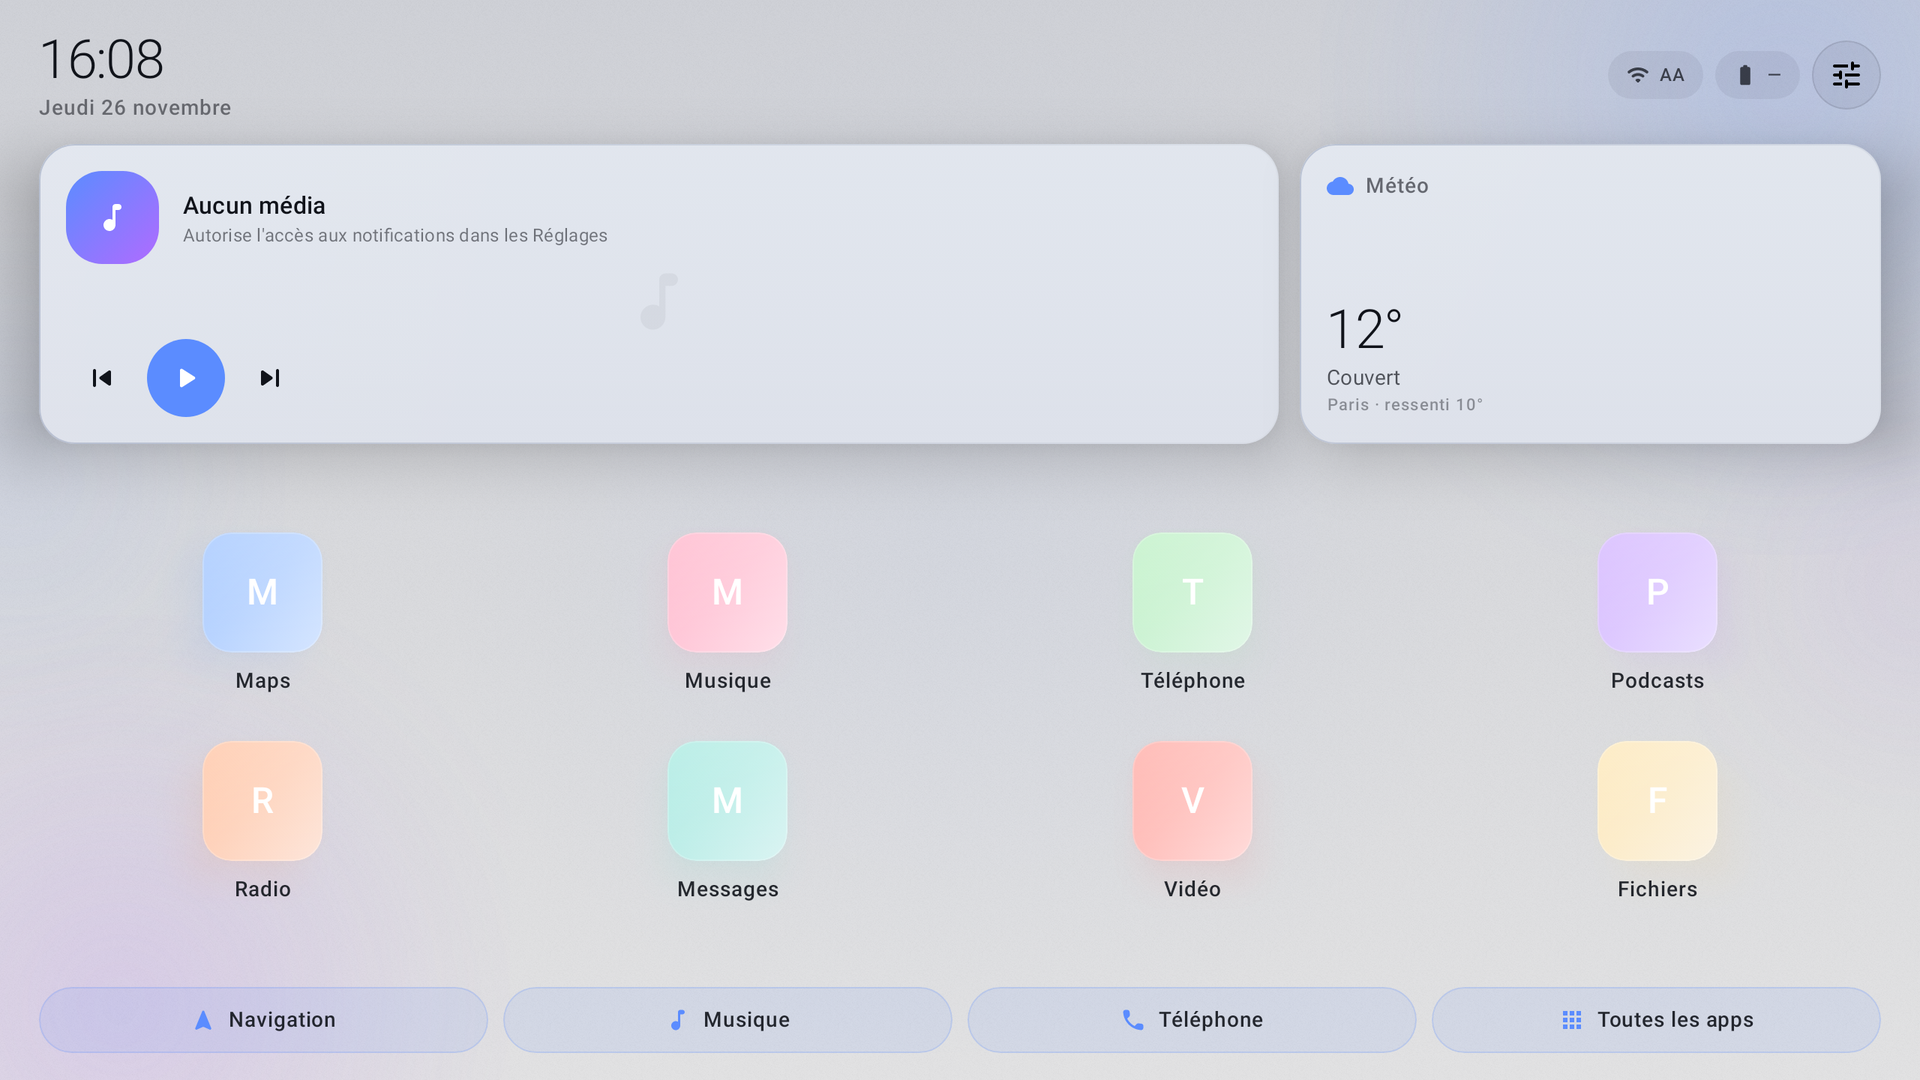 16:08
Jeudi 26 novembre
AA
–
Aucun média
Autorise l'accès aux notifications dans les Réglages
Météo
12°
Couvert
Paris · ressenti 10°
M
M
T
P
Maps
Musique
Téléphone
Podcasts
R
M
V
F
Radio
Messages
Vidéo
Fichiers
Navigation
Musique
Téléphone
Toutes les apps